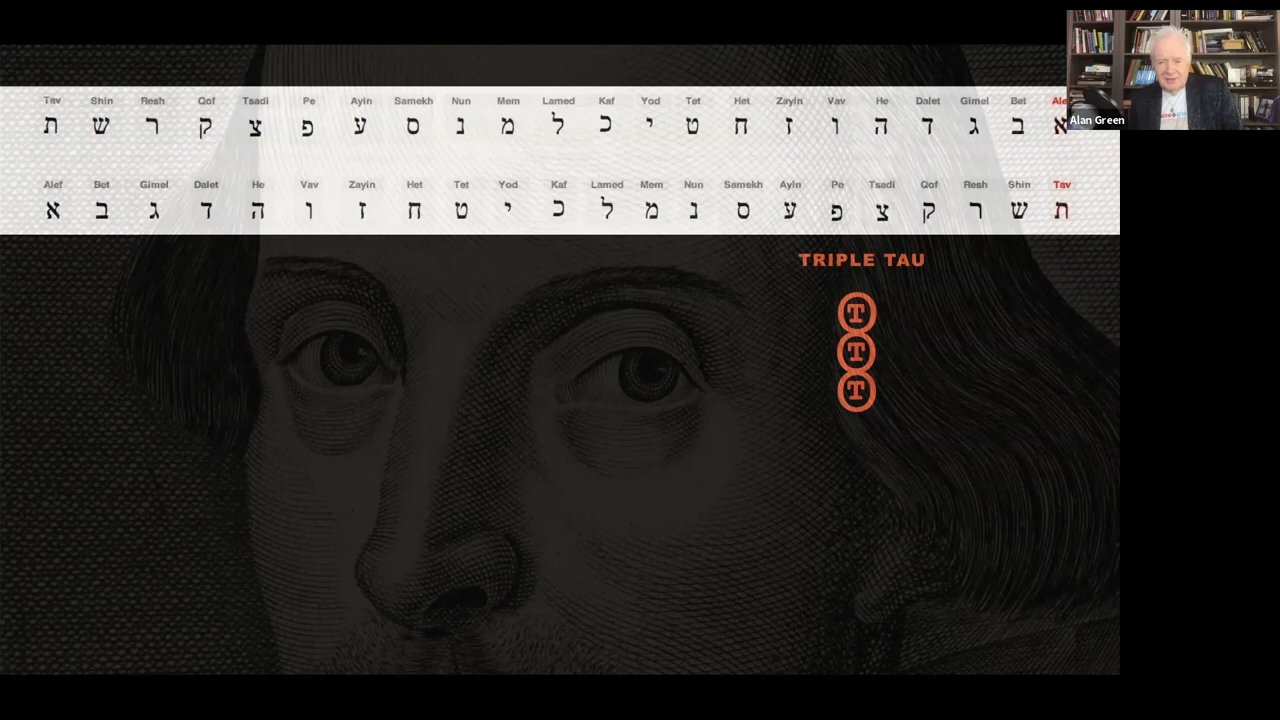 Tav Shin Resh Qof Tsadi Pe Ayin Samekh Nun Mem Lamed Kaf Yod Tet Het Zayin Vav He Dalet Gimel Bet Ale
א ב ג ד ה ו ז ח ט י כ ל מ נ ס ע פ צ ק ר ש ת
Alef Bet Gimel Dalet He Vav Zayin Het Tet Yod Kaf Lamed Mem Nun Samekh Ayin Pe Tsadi Qof Resh Shin Tav
ת ש ר ק צ פ ע ס נ מ ל כ י ט ח ז ו ה ד ג ב א
TRIPLE TAU
T
T
T
Alan Green